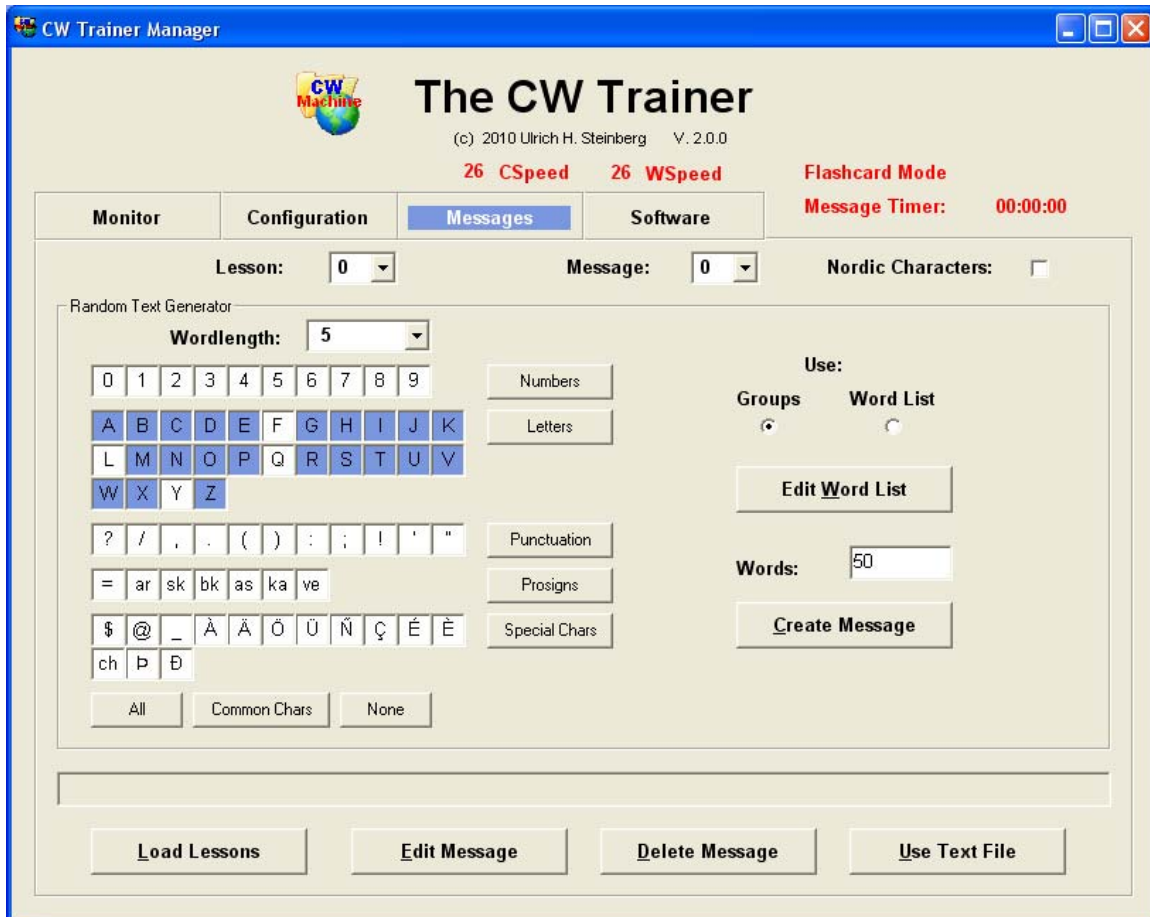 CW Trainer Manager
CW
Machine
The CW Trainer
(c) 2010 Ulrich H. Steinberg V. 2.0.0
26 CSpeed 26 WSpeed Flashcard Mode
Monitor Configuration Messages Software Message Timer: 00:00:00
Lesson: 0 Message: 0 Nordic Characters:
Random Text Generator
Wordlength: 5
Use:
0 1 2 3 4 5 6 7 8 9 Numbers
Groups Word List
A B C D E F G H I J K Letters
L M N O P Q R S T U V
W X Y Z
Edit Word List
? / , . ( ) : ; ! ' " Punctuation
Words: 50
= ar sk bk as ka ve Prosigns
$ @ _ À Ä Ö Ü Ñ Ç É È Special Chars Create Message
ch Þ Đ
All Common Chars None
Load Lessons Edit Message Delete Message Use Text File